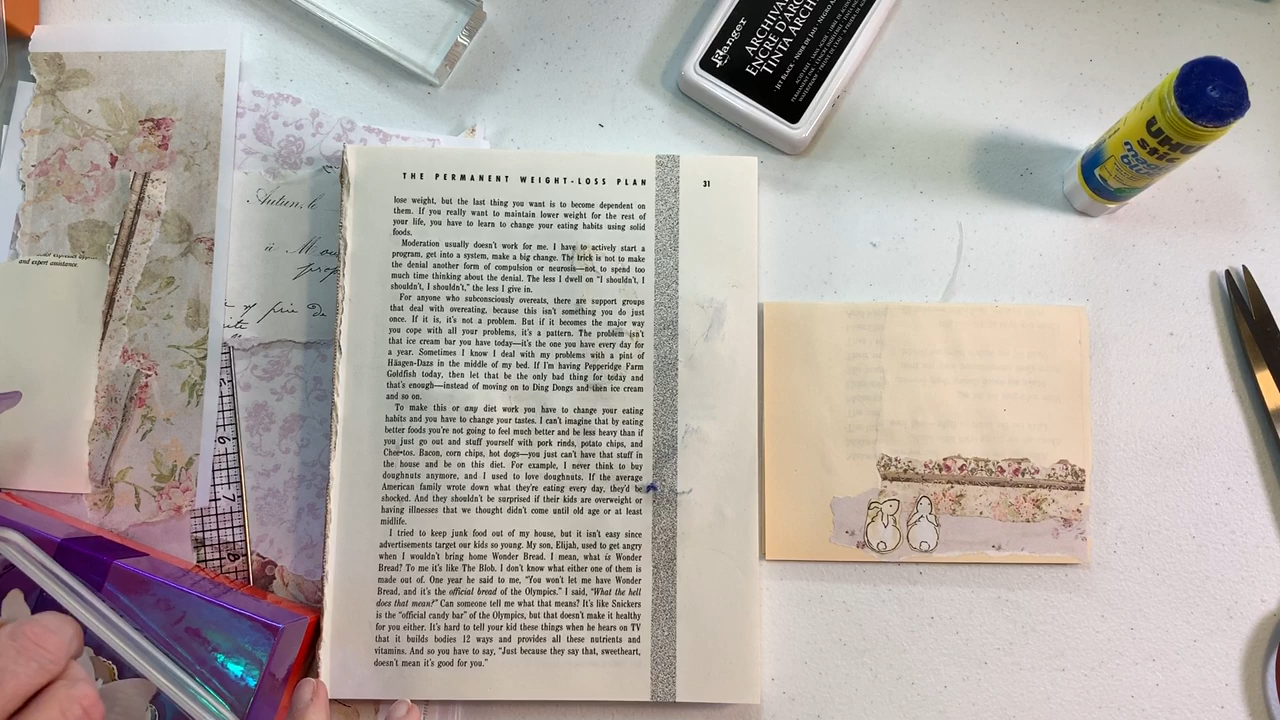 Ranger
ARCHIVAL
ENCRE D'ARC
TINTA ARCH
· JET BLACK · NOIR DE JAIS · NEGRO A
UHU
stic
magic
blue
Autun, le
and expert assistance.
THE PERMANENT WEIGHT-LOSS PLAN 31
lose weight, but the last thing you want is to become dependent on
them. If you really want to maintain lower weight for the rest of
your life, you have to learn to change your eating habits using solid
foods.
Moderation usually doesn't work for me. I have to actively start a
program, get into a system, make a big change. The trick is not to make
the denial another form of compulsion or neurosis—not to spend too
much time thinking about the denial. The less I dwell on "I shouldn't, I
shouldn't, I shouldn't," the less I give in.
For anyone who subconsciously overeats, there are support groups
that deal with overeating, because this isn't something you do just
once. If it is, it's not a problem. But if it becomes the major way
you cope with all your problems, it's a pattern. The problem isn't
that ice cream bar you have today—it's the one you have every day for
a year. Sometimes I know I deal with my problems with a pint of
Häagen-Dazs in the middle of my bed. If I'm having Pepperidge Farm
Goldfish today, then let that be the only bad thing for today and
that's enough—instead of moving on to Ding Dongs and then ice cream
and so on.
To make this or any diet work you have to change your eating
habits and you have to change your tastes. I can't imagine that by eating
better foods you're not going to feel much better and be less heavy than if
you just go out and stuff yourself with pork rinds, potato chips, and
Chee•tos. Bacon, corn chips, hot dogs—you just can't have that stuff in
the house and be on this diet. For example, I never think to buy
doughnuts anymore, and I used to love doughnuts. If the average
American family wrote down what they're eating every day, they'd be
shocked. And they shouldn't be surprised if their kids are overweight or
having illnesses that we thought didn't come until old age or at least
midlife.
I tried to keep junk food out of my house, but it isn't easy since
advertisements target our kids so young. My son, Elijah, used to get angry
when I wouldn't bring home Wonder Bread. I mean, what is Wonder
Bread? To me it's like The Blob. I don't know what either one of them is
made out of. One year he said to me, "You won't let me have Wonder
Bread, and it's the official bread of the Olympics." I said, "What the hell
does that mean?" Can someone tell me what that means? It's like Snickers
is the "official candy bar" of the Olympics, but that doesn't make it healthy
for you either. It's hard to tell your kid these things when he hears on TV
that it builds bodies 12 ways and provides all these nutrients and
vitamins. And so you have to say, "Just because they say that, sweetheart,
doesn't mean it's good for you."
6
7
8